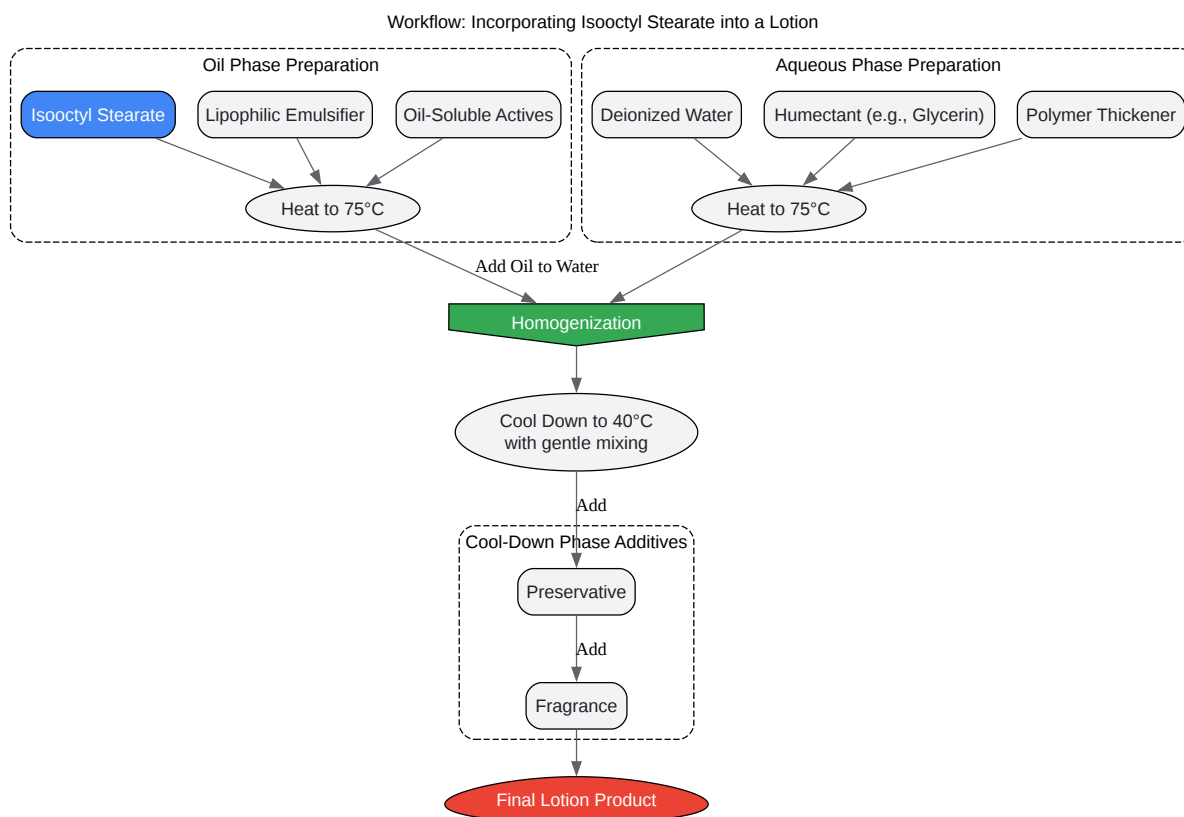 Workflow: Incorporating Isooctyl Stearate into a Lotion
Oil Phase Preparation
Aqueous Phase Preparation
Isooctyl Stearate
Lipophilic Emulsifier
Oil-Soluble Actives
Deionized Water
Humectant (e.g., Glycerin)
Polymer Thickener
Heat to 75°C
Heat to 75°C
Add Oil to Water
Homogenization
Cool Down to 40°C
with gentle mixing
Add
Cool-Down Phase Additives
Preservative
Add
Fragrance
Final Lotion Product